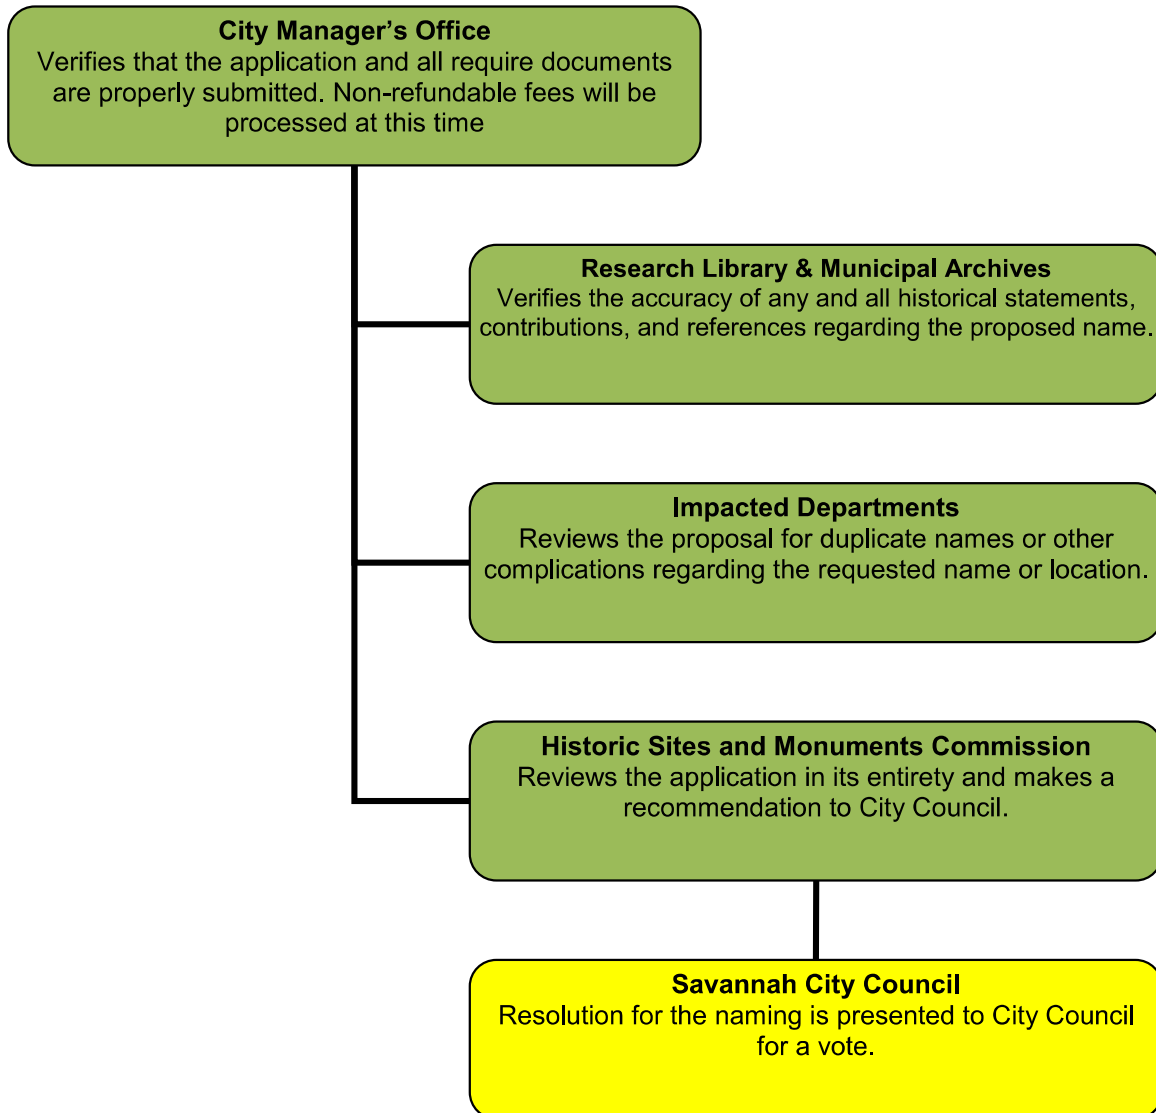 City Manager’s Office
Verifies that the application and all require documents
are properly submitted. Non-refundable fees will be
processed at this time
Research Library & Municipal Archives
Verifies the accuracy of any and all historical statements,
contributions, and references regarding the proposed name.
Impacted Departments
Reviews the proposal for duplicate names or other
complications regarding the requested name or location.
Historic Sites and Monuments Commission
Reviews the application in its entirety and makes a
recommendation to City Council.
Savannah City Council
Resolution for the naming is presented to City Council
for a vote.